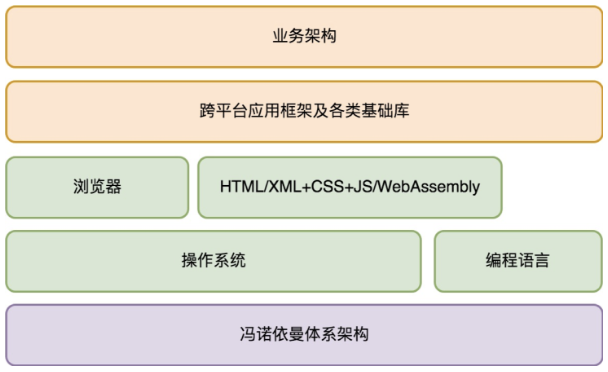 业务架构
跨平台应用框架及各类基础库
浏览器
HTML/XML+CSS+JS/WebAssembly
操作系统
编程语言
冯诺依曼体系架构